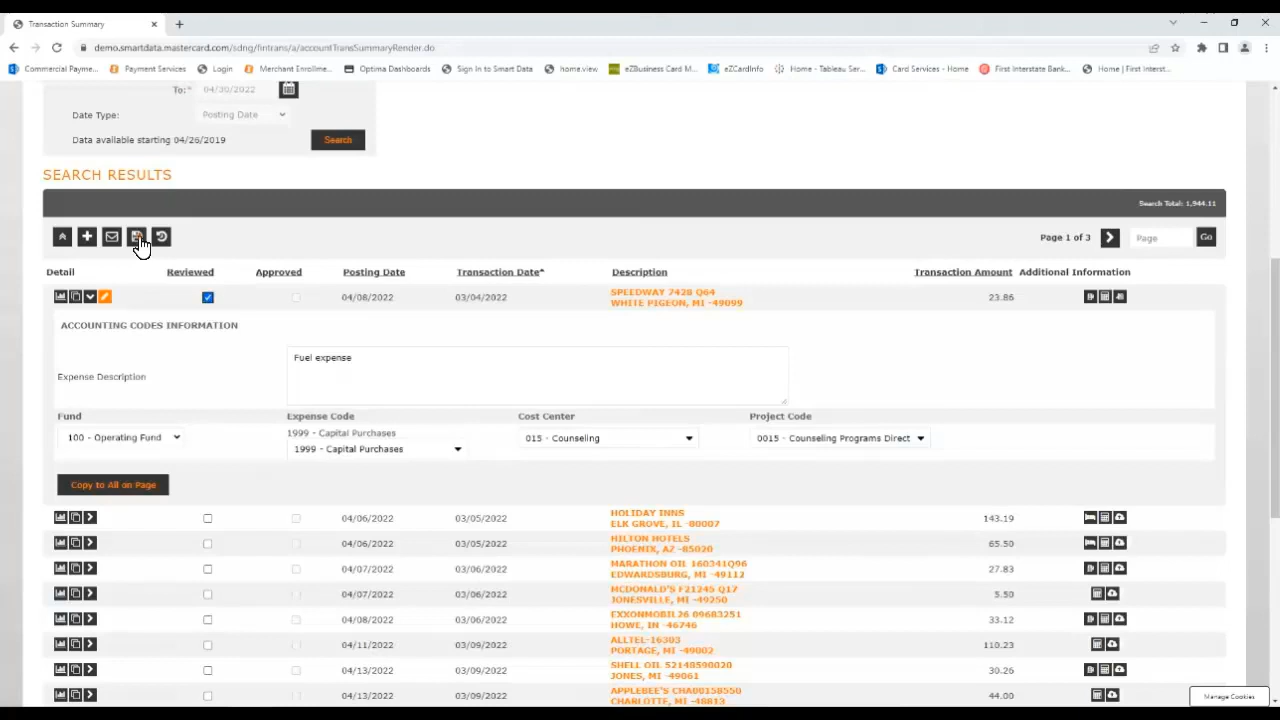 Transaction Summary
demo.smartdata.mastercard.com/sdng/fintrans/a/accountTransSummaryRender.do
Commercial Payme... Payment Services Login Merchant Enrollme... Optima Dashboards Sign In to Smart Data home.view eZBusiness Card M... eZCardInfo Home - Tableau Ser... Card Services - Home First Interstate Bank... Home | First Interst...
To:* 04/30/2022
Date Type: Posting Date
Data available starting 04/26/2019 Search
SEARCH RESULTS
Search Total: 1,944.11
Page 1 of 3 Page Go
Detail Reviewed Approved Posting Date Transaction Date^ Description Transaction Amount Additional Information
04/08/2022 03/04/2022 SPEEDWAY 7428 Q64 23.86
WHITE PIGEON, MI -49099
ACCOUNTING CODES INFORMATION
Fuel expense
Expense Description
Fund Expense Code Cost Center Project Code
1999 - Capital Purchases
100 - Operating Fund 015 - Counseling 0015 - Counseling Programs Direct
1999 - Capital Purchases
Copy to All on Page
04/06/2022 03/05/2022 HOLIDAY INNS 143.19
ELK GROVE, IL -80007
04/06/2022 03/05/2022 HILTON HOTELS 65.50
PHOENIX, AZ -85020
04/07/2022 03/06/2022 MARATHON OIL 160341Q96 27.83
EDWARDSBURG, MI -49112
04/07/2022 03/06/2022 MCDONALD'S F21245 Q17 5.50
JONESVILLE, MI -49250
04/08/2022 03/06/2022 EXXONMOBIL26 09683251 33.12
HOWE, IN -46746
04/11/2022 03/09/2022 ALLTEL-16303 110.23
PORTAGE, MI -49002
04/13/2022 03/09/2022 SHELL OIL 52148590020 30.26
JONES, MI -49061
04/13/2022 03/09/2022 APPLEBEE'S CHA00158550 44.00
CHARLOTTE, MI -48813
Manage Cookies